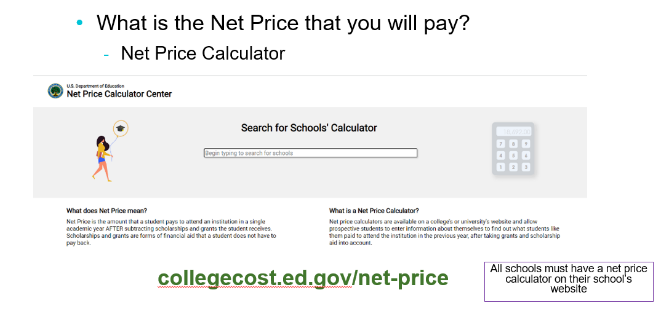 • What is the Net Price that you will pay?
- Net Price Calculator
U.S. Department of Education
Net Price Calculator Center
Search for Schools' Calculator
Begin typing to search for schools
What does Net Price mean?
Net Price is the amount that a student pays to attend an institution in a single
academic year AFTER subtracting scholarships and grants the student receives.
Scholarships and grants are forms of financial aid that a student does not have to
pay back.
What is a Net Price Calculator?
Net price calculators are available on a college's or university's website and allow
prospective students to enter information about themselves to find out what students like
them paid to attend the institution in the previous year, after taking grants and scholarship
aid into account.
collegecost.ed.gov/net-price
All schools must have a net price
calculator on their school's
website